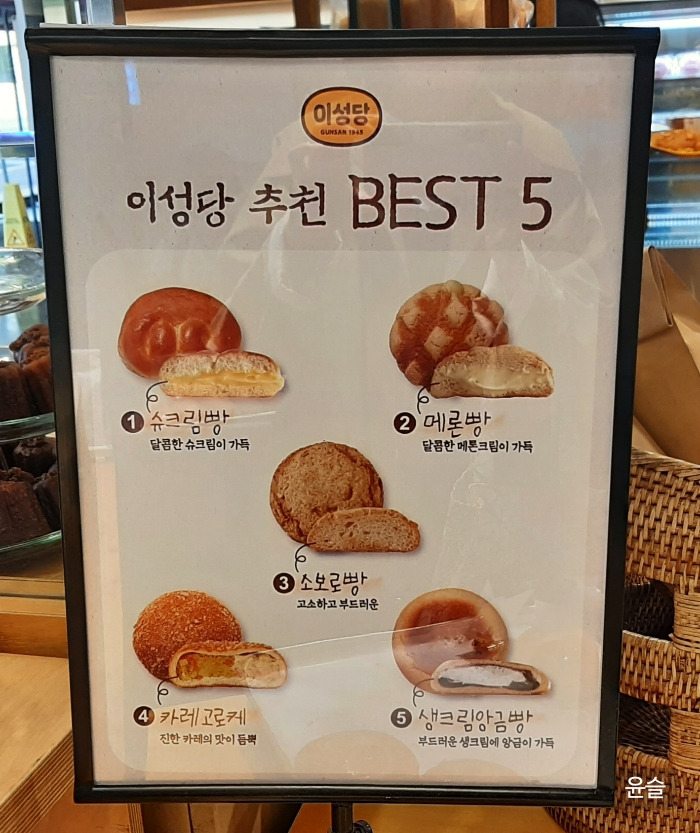 이성당
GUNSAN 1945
이성당 추천 BEST 5
1 슈크림빵
달콤한 슈크림이 가득
2 메론빵
달콤한 메론크림이 가득
3 소보로빵
고소하고 부드러운
4 카레고로케
진한 카레의 맛이 듬뿍
5 생크림앙금빵
부드러운 생크림에 앙금이 가득
윤슬